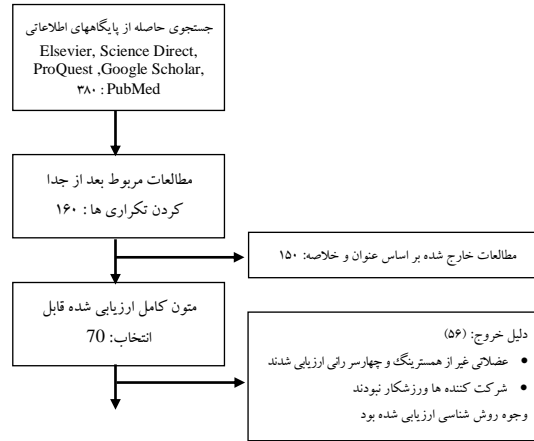 جستجوی حاصله از پایگاههای اطلاعاتی
Elsevier, Science Direct,
ProQuest ,Google Scholar,
۳۸۰ : PubMed
مطالعات مربوط بعد از جدا
کردن تکراری ها : ۱۶۰
مطالعات خارج شده بر اساس عنوان و خلاصه: ۱۵۰
متون کامل ارزیابی شده قابل
انتخاب: 70
دلیل خروج: (۵۶)
• عضلاتی غیر از همسترینگ و چهارسر رانی ارزیابی شدند
• شرکت کننده ها ورزشکار نبودند
وجوه روش شناسی ارزیابی شده بود